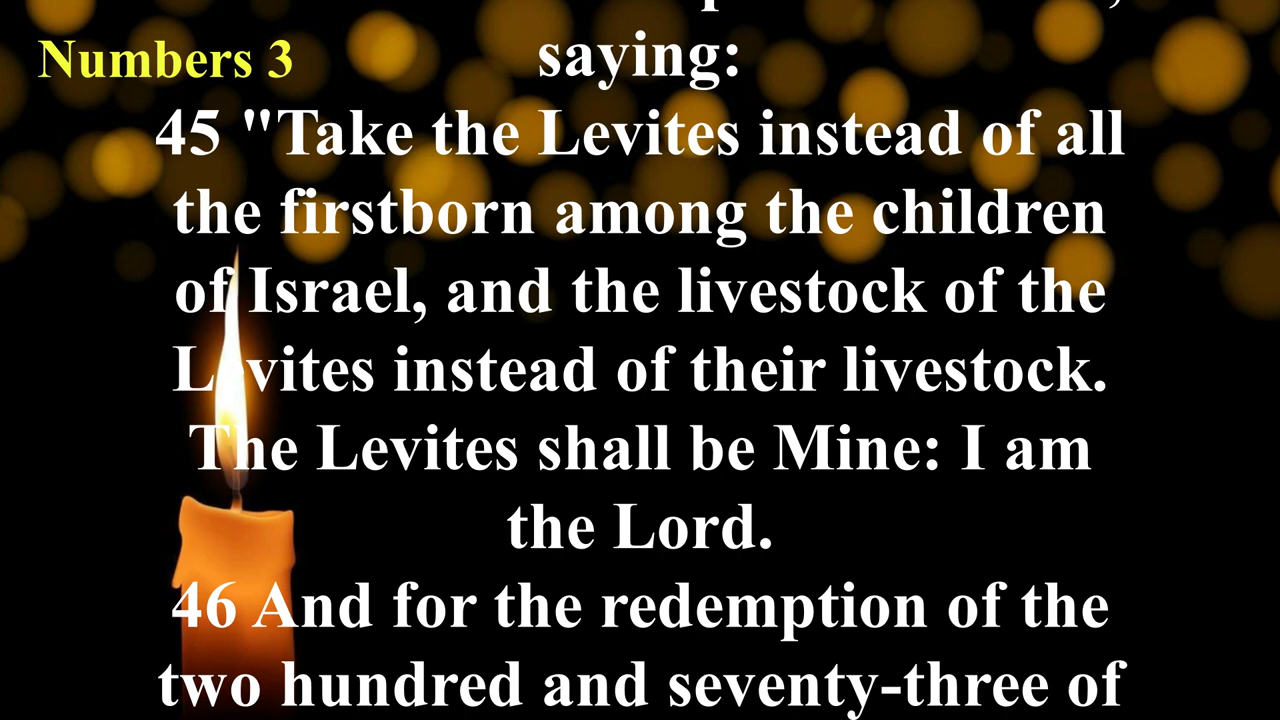 Numbers 3
saying:
45 "Take the Levites instead of all
the firstborn among the children
of Israel, and the livestock of the
Levites instead of their livestock.
The Levites shall be Mine: I am
the Lord.
46 And for the redemption of the
two hundred and seventy-three of